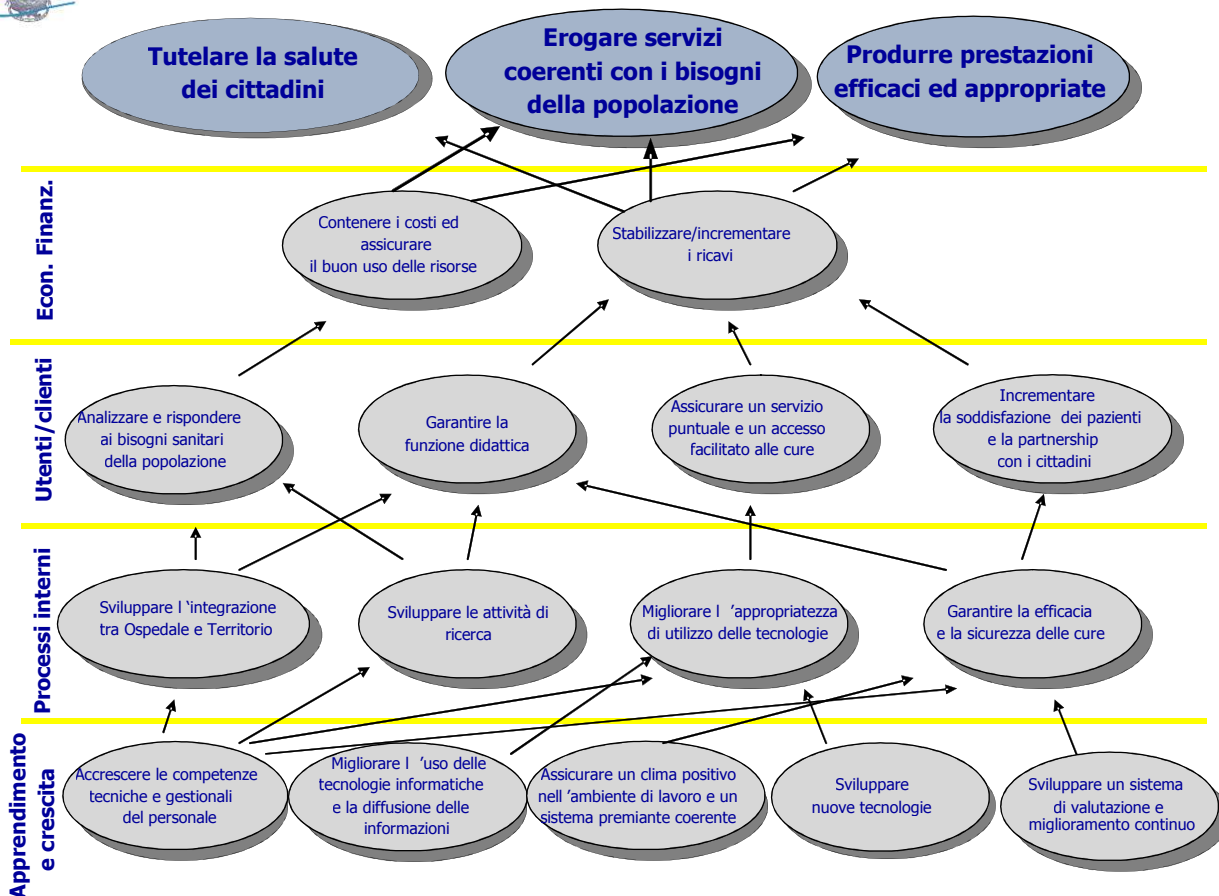 Tutelare la salute
dei cittadini
Erogare servizi
coerenti con i bisogni
della popolazione
Produrre prestazioni
efficaci ed appropriate
Econ. Finanz.
Contenere i costi ed
assicurare
il buon uso delle risorse
Stabilizzare/incrementare
i ricavi
Utenti/clienti
Analizzare e rispondere
ai bisogni sanitari
della popolazione
Garantire la
funzione didattica
Assicurare un servizio
puntuale e un accesso
facilitato alle cure
Incrementare
la soddisfazione dei pazienti
e la partnership
con i cittadini
Processi interni
Sviluppare l 'integrazione
tra Ospedale e Territorio
Sviluppare le attività di
ricerca
Migliorare l 'appropriatezza
di utilizzo delle tecnologie
Garantire la efficacia
e la sicurezza delle cure
Apprendimento
e crescita
Accrescere le competenze
tecniche e gestionali
del personale
Migliorare l 'uso delle
tecnologie informatiche
e la diffusione delle
informazioni
Assicurare un clima positivo
nell 'ambiente di lavoro e un
sistema premiante coerente
Sviluppare
nuove tecnologie
Sviluppare un sistema
di valutazione e
miglioramento continuo